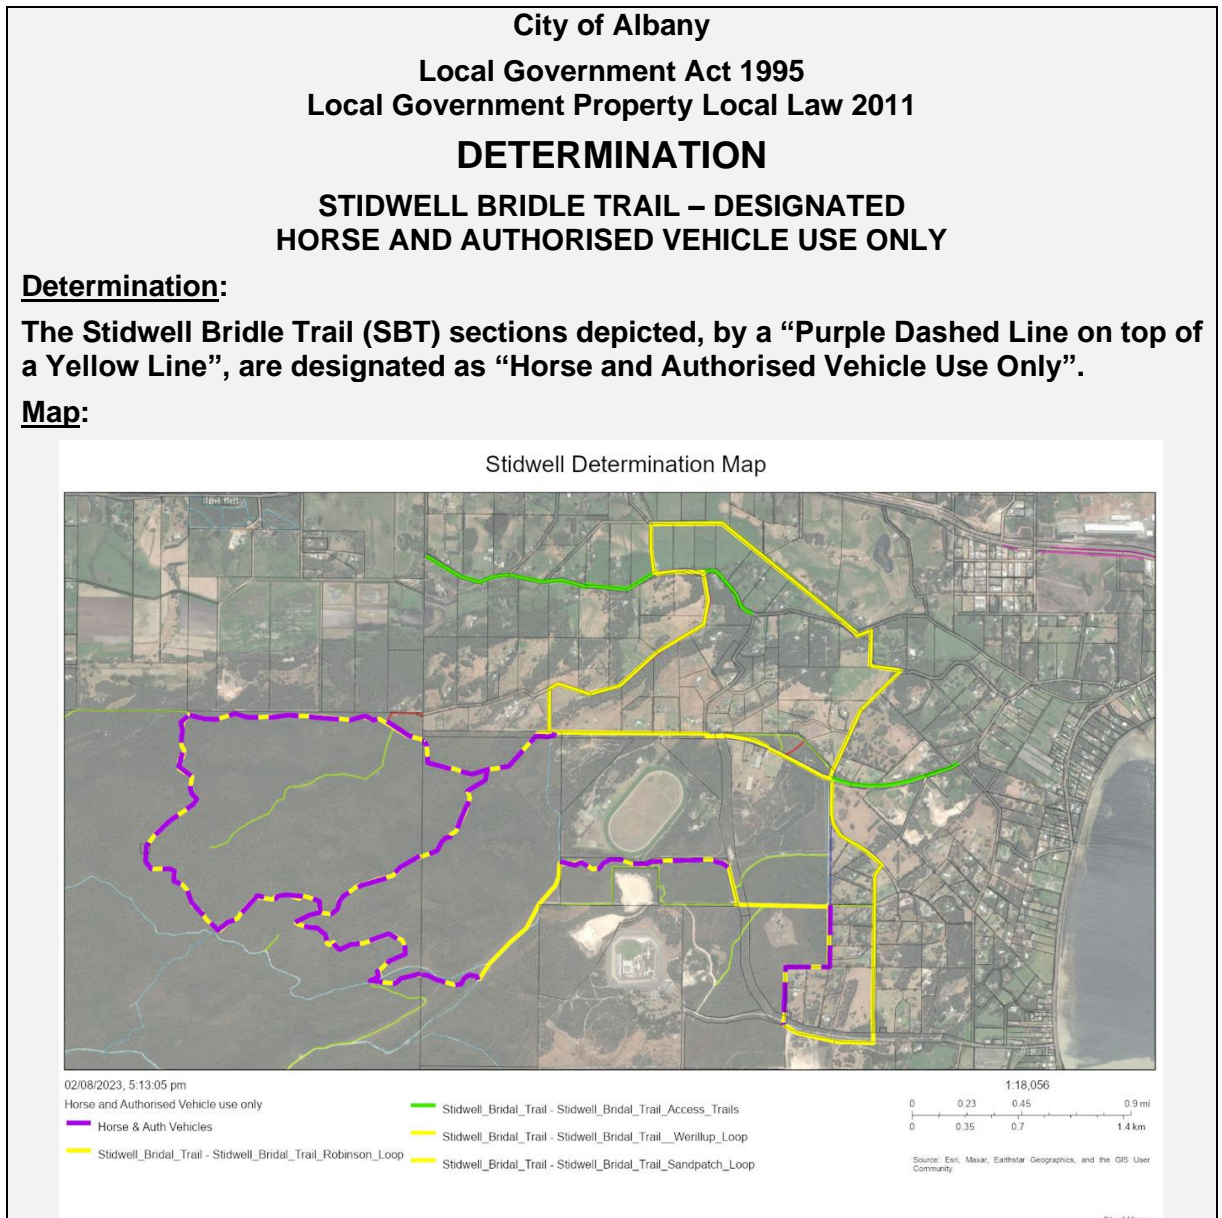 City of Albany
Local Government Act 1995
Local Government Property Local Law 2011
DETERMINATION
STIDWELL BRIDLE TRAIL – DESIGNATED
HORSE AND AUTHORISED VEHICLE USE ONLY
Determination:
The Stidwell Bridle Trail (SBT) sections depicted, by a “Purple Dashed Line on top of
a Yellow Line”, are designated as “Horse and Authorised Vehicle Use Only”.
Map:
Stidwell Determination Map
02/08/2023, 5:13:05 pm
Horse and Authorised Vehicle use only
Horse & Auth Vehicles
Stidwell_Bridal_Trail - Stidwell_Bridal_Trail_Robinson_Loop
Stidwell_Bridal_Trail - Stidwell_Bridal_Trail_Access_Trails
Stidwell_Bridal_Trail - Stidwell_Bridal_Trail__Werillup_Loop
Stidwell_Bridal_Trail - Stidwell_Bridal_Trail_Sandpatch_Loop
1:18,056
0 0.23 0.45 0.9 mi
0 0.35 0.7 1.4 km
Source: Esri, Maxar, Earthstar Geographics, and the GIS User
Community